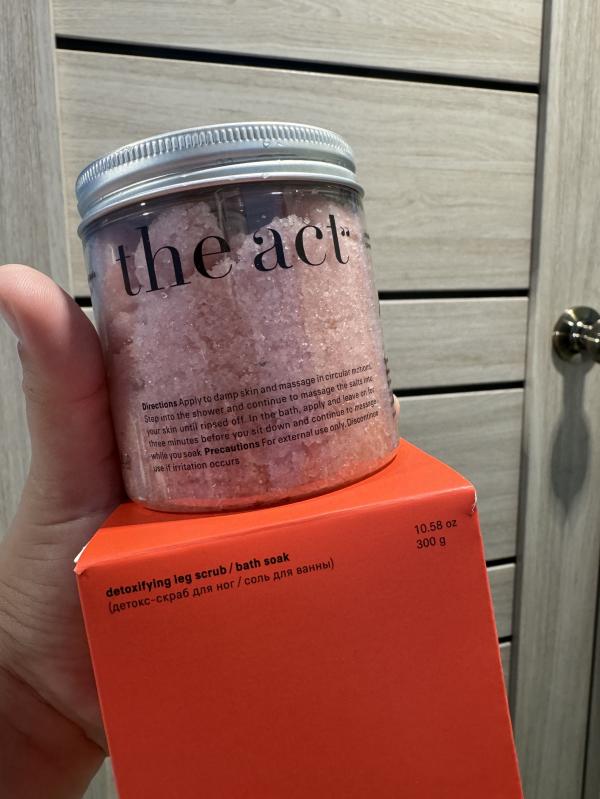 the act”
Directions Apply to damp skin and massage in circular motions.
Step into the shower and continue to massage the salts into
your skin until rinsed off. In the bath, apply and leave on for
three minutes before you sit down and continue to massage
while you soak. Precautions For external use only. Discontinue
use if irritation occurs
10.58 oz
300 g
detoxifying leg scrub / bath soak
(детокс-скраб для ног / соль для ванны)